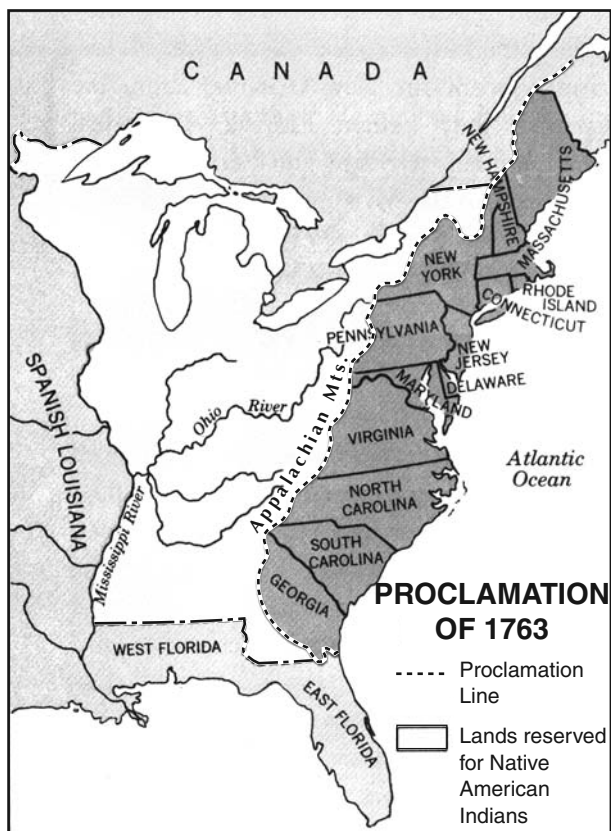 CANADA
NEW HAMPSHIRE
MASSACHUSETTS
NEW
YORK
RHODE
ISLAND
CONNECTICUT
PENNSYLVANIA
NEW
JERSEY
DELAWARE
MARYLAND
SPANISH LOUISIANA
Ohio River
Appalachian Mts.
VIRGINIA
Atlantic
Ocean
NORTH
CAROLINA
Mississippi River
SOUTH
CAROLINA
GEORGIA
WEST FLORIDA
EAST FLORIDA
PROCLAMATION
OF 1763
Proclamation
Line
Lands reserved
for Native
American
Indians